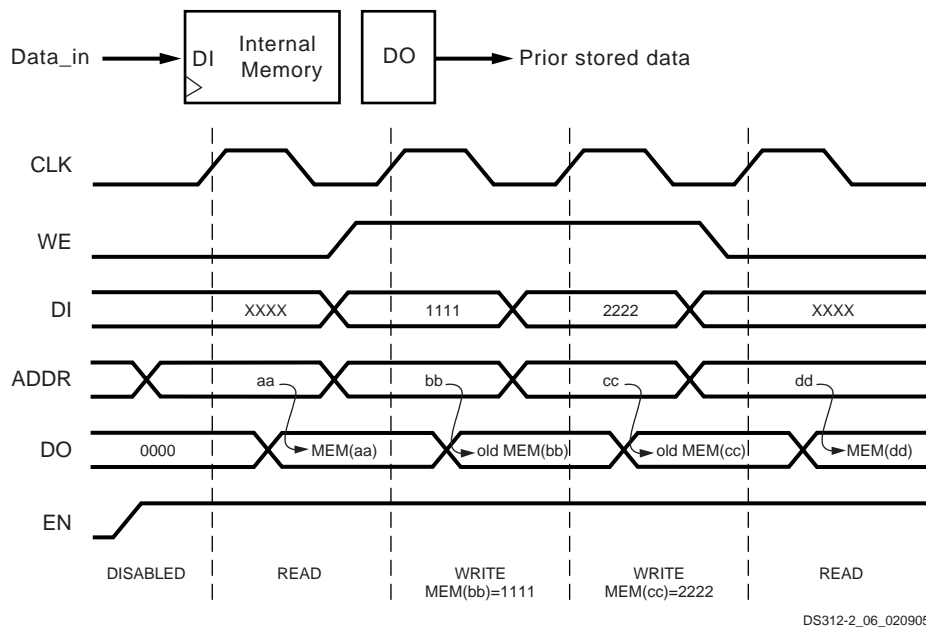 Data_in DI Internal Memory DO Prior stored data
CLK
WE
DI XXXX 1111 2222 XXXX
ADDR aa bb cc dd
DO 0000 MEM(aa) old MEM(bb) old MEM(cc) MEM(dd)
EN
DISABLED READ WRITE WRITE READ
MEM(bb)=1111 MEM(cc)=2222
DS312-2_06_020905